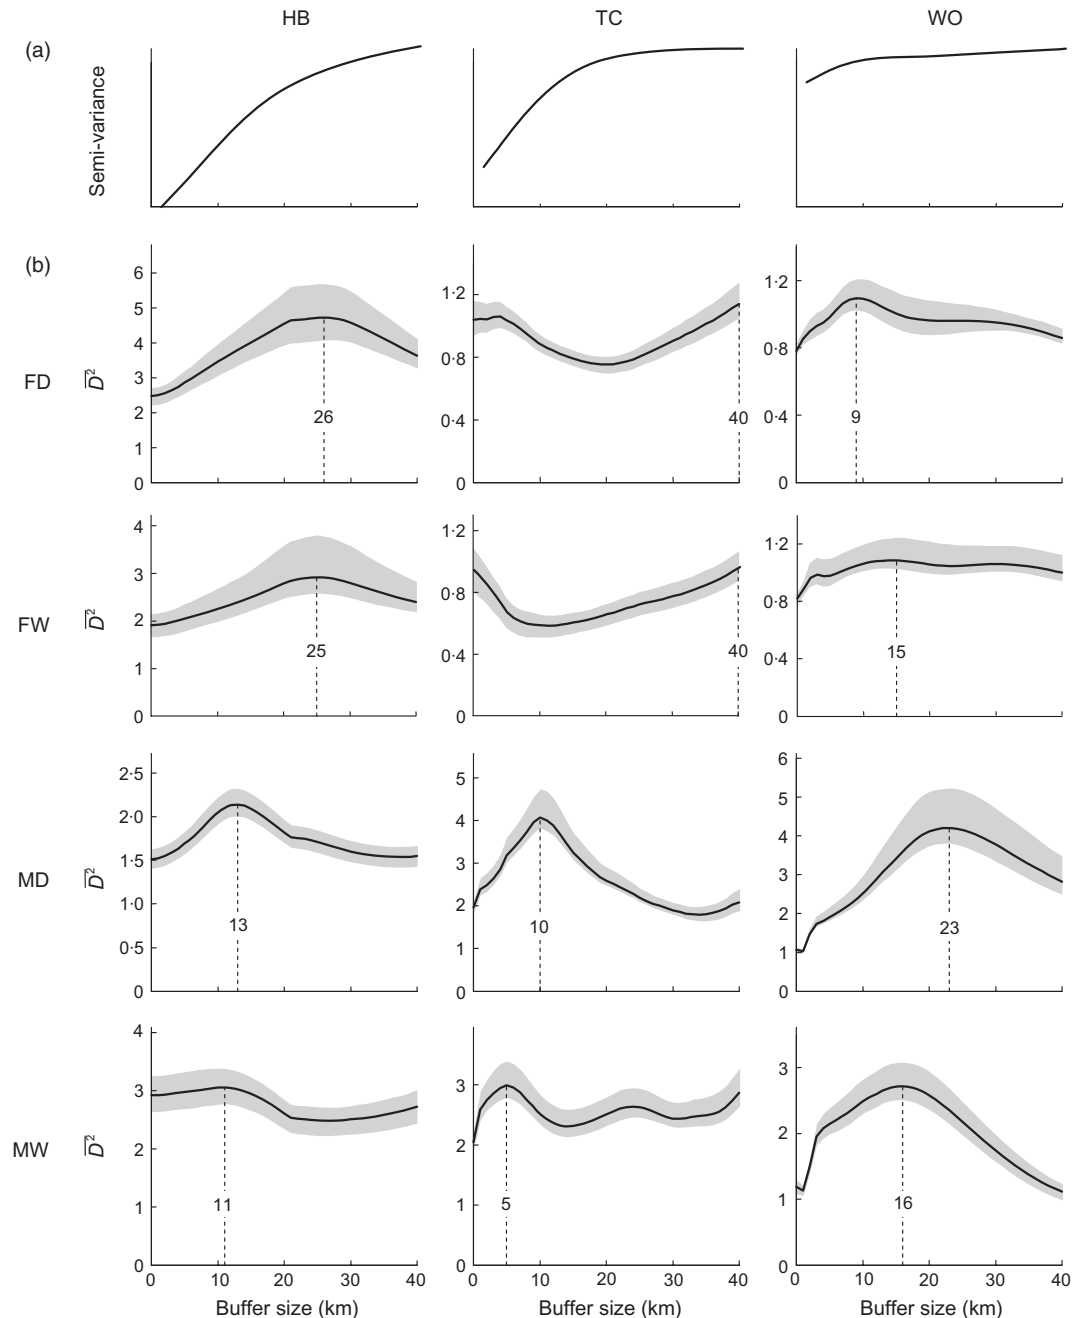 HB TC WO
(a)
Semi-variance
(b)
6 1·2 1·2
5
4 0·8 0·8
3
FD D̅²
2 26 0·4 40 0·4 9
1
0 0 0
4 1·2 1·2
3
0·8 0·8
2
FW D̅²
25 0·4 40 0·4 15
1
0 0 0
2·5 5 6
2·0 4 5
4
1·5 3
3
MD D̅²
1·0 2 2
13 10 23
0·5 1 1
0 0 0
4
3 3 3
2 2 2
MW D̅²
11 5 16
1 1 1
0 0 0
0 10 20 30 40 0 10 20 30 40 0 10 20 30 40
Buffer size (km) Buffer size (km) Buffer size (km)